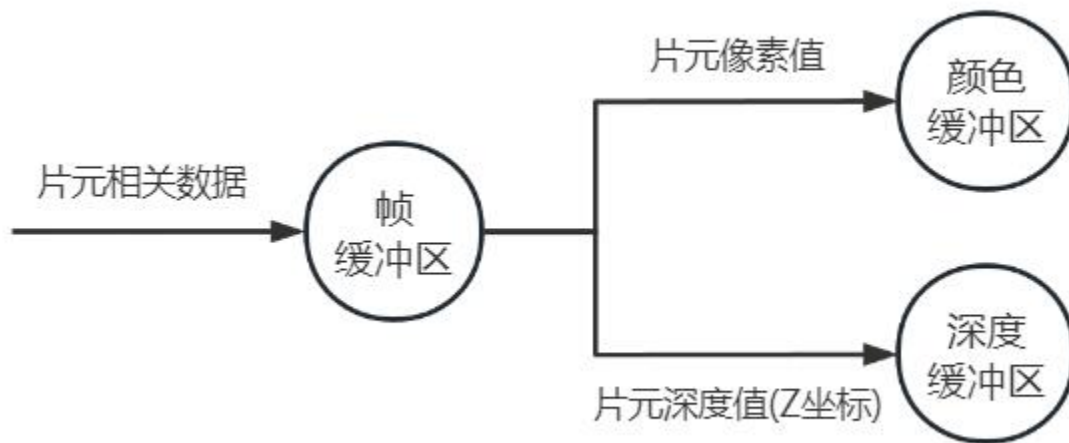 片元相关数据
帧
缓冲区
片元像素值
颜色
缓冲区
片元深度值(Z坐标)
深度
缓冲区